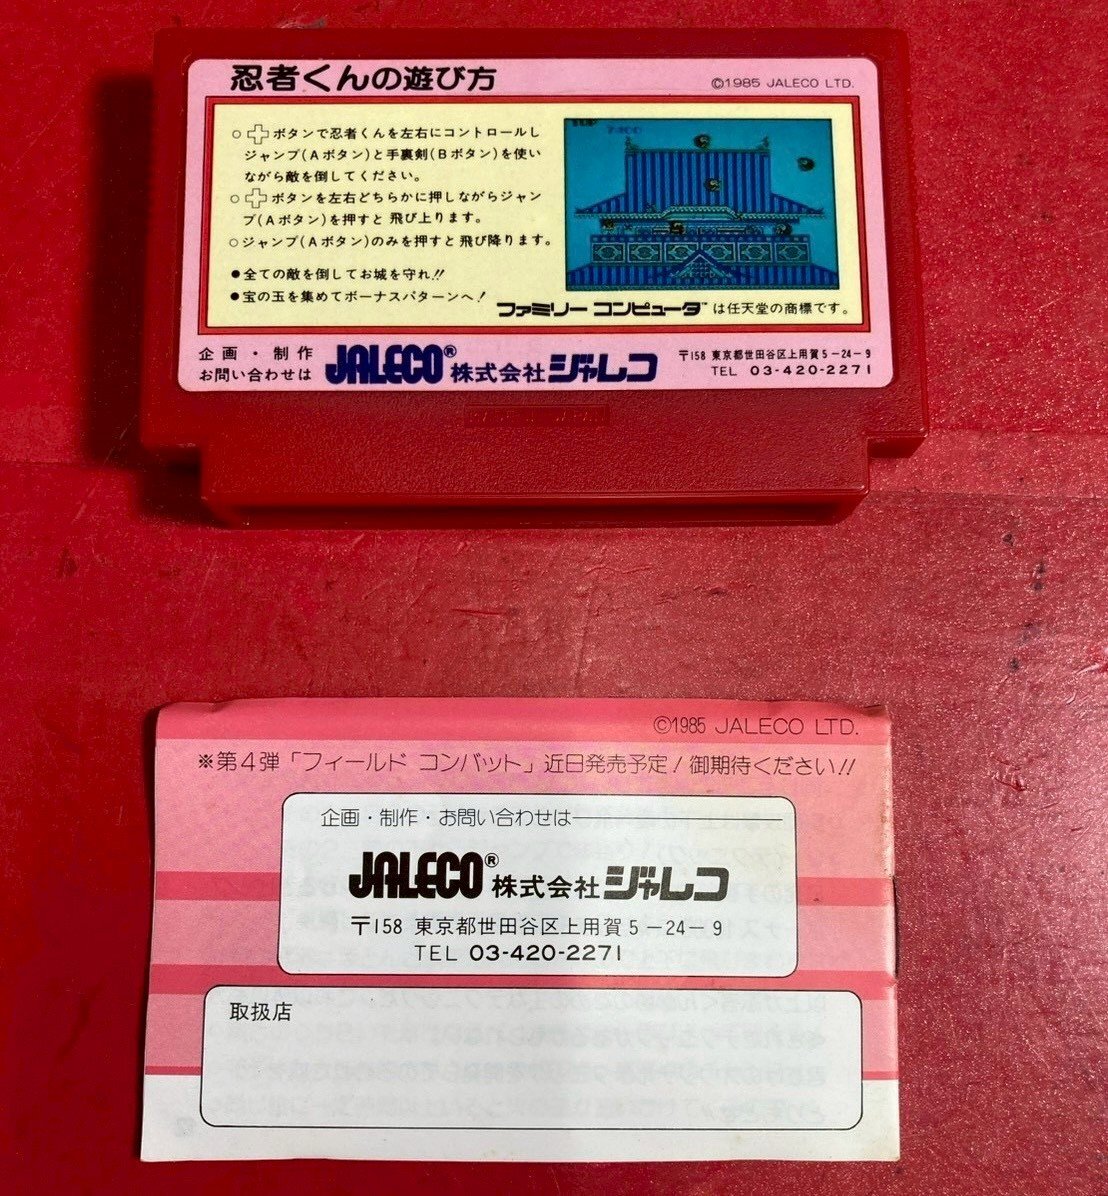 忍者くんの遊び方
©1985 JALECO LTD.
○ボタンで忍者くんを左右にコントロールし
ジャンプ(Aボタン)と手裏剣(Bボタン)を使い
ながら敵を倒してください。
○ボタンを左右どちらかに押しながらジャン
プ(Aボタン)を押すと飛び上ります。
○ジャンプ(Aボタン)のみを押すと飛び降ります。
●全ての敵を倒してお城を守れ!!
●宝の玉を集めてボーナスパターンへ!
ファミリー コンピュータ™は任天堂の商標です。
企画・制作
お問い合わせは
JALECO® 株式会社ジャレコ
〒158 東京都世田谷区上用賀5-24-9
TEL 03-420-2271
©1985 JALECO LTD.
※第4弾「フィールド コンバット」近日発売予定!御期待ください!!
企画・制作・お問い合わせは
JALECO® 株式会社ジャレコ
〒158 東京都世田谷区上用賀5-24-9
TEL 03-420-2271
取扱店